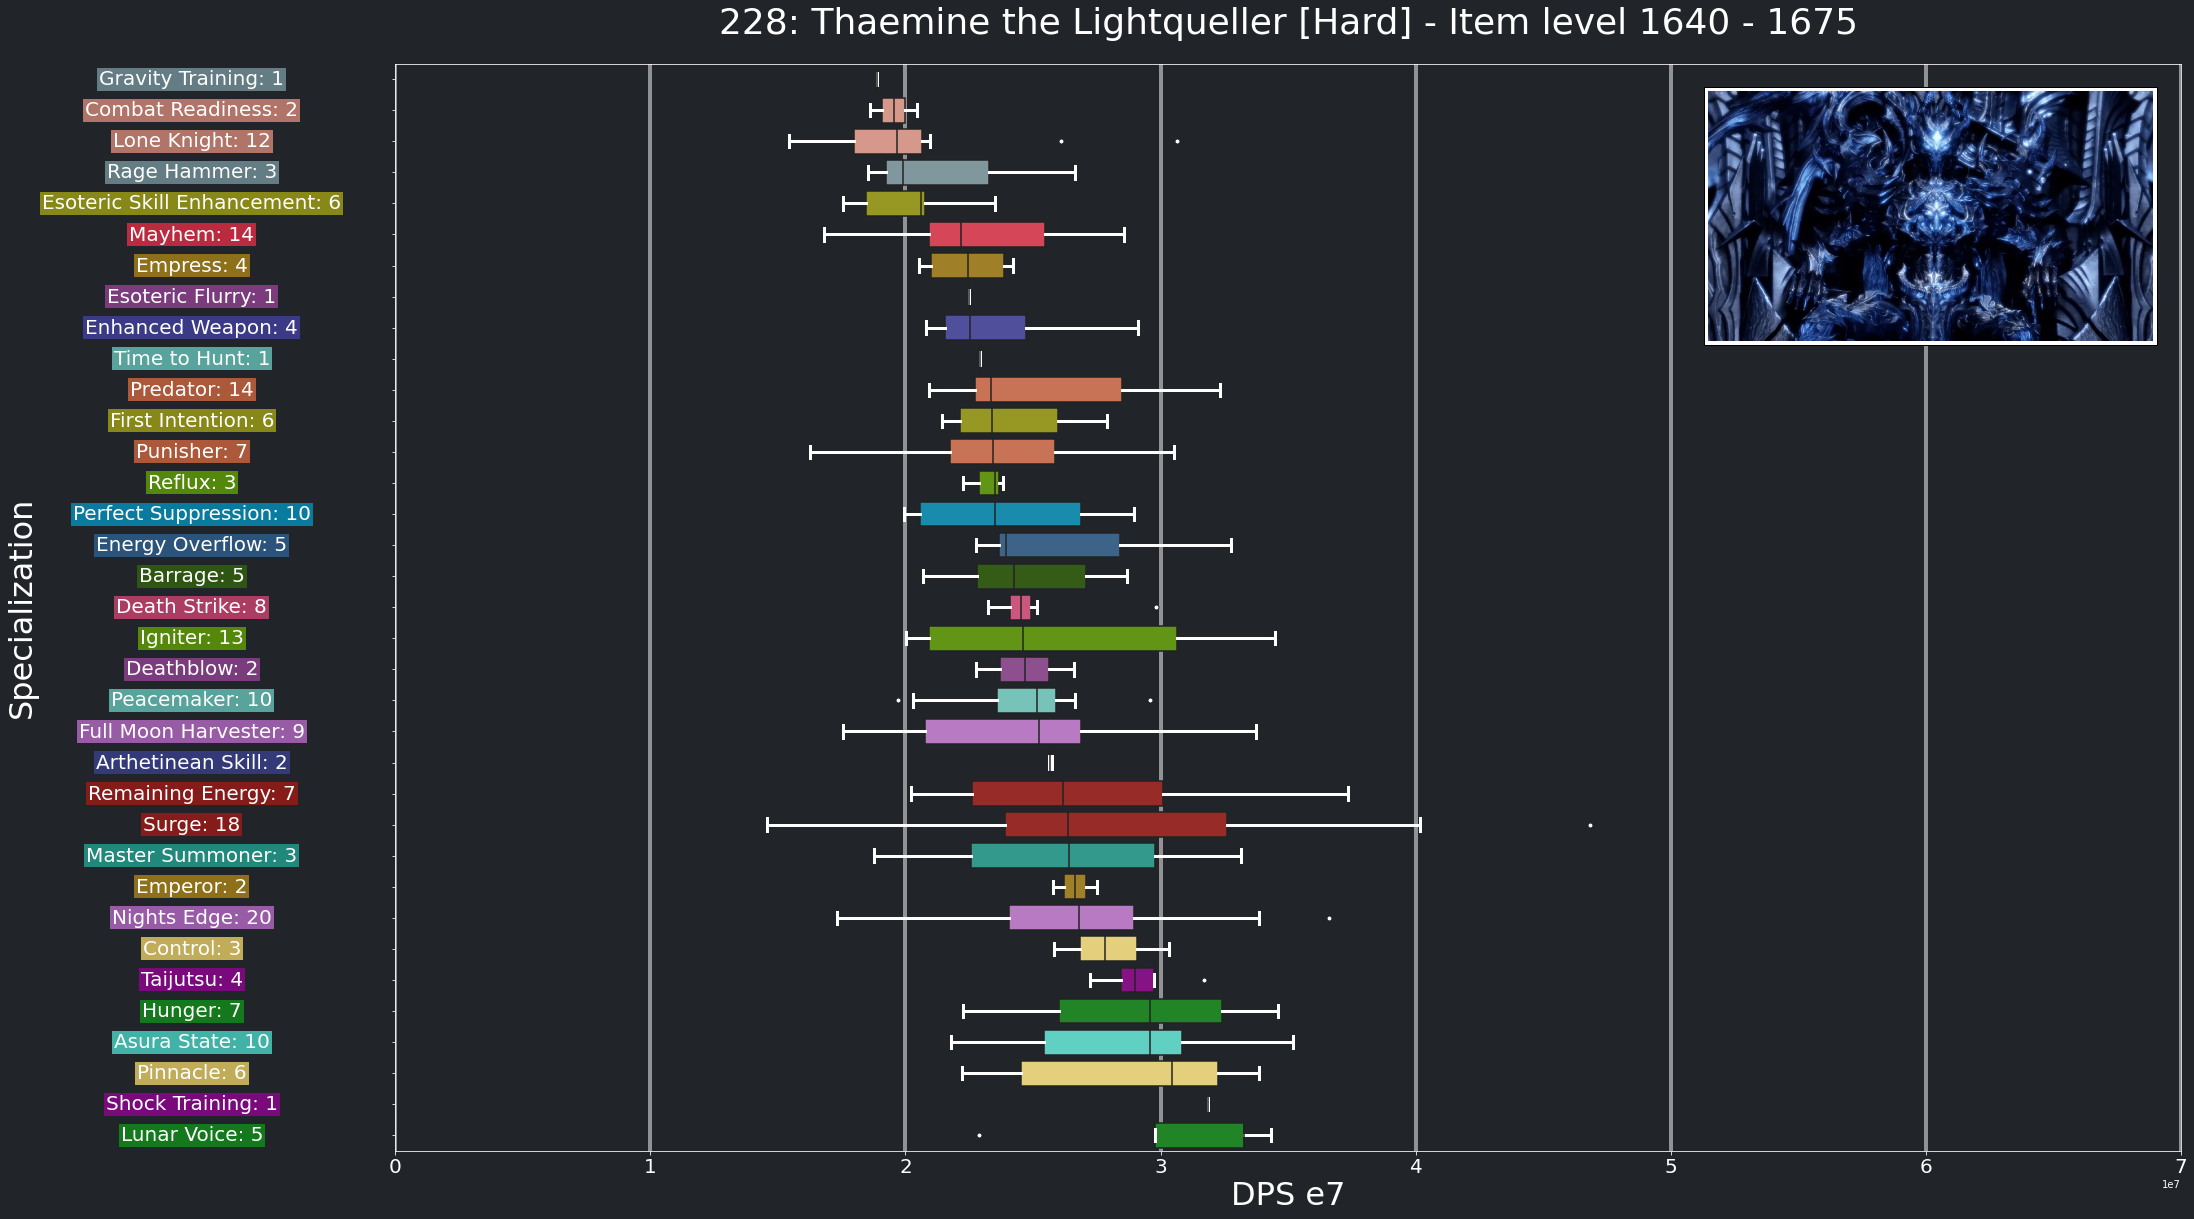 228: Thaemine the Lightqueller [Hard] - Item level 1640 - 1675
Specialization
Gravity Training: 1
Combat Readiness: 2
Lone Knight: 12
Rage Hammer: 3
Esoteric Skill Enhancement: 6
Mayhem: 14
Empress: 4
Esoteric Flurry: 1
Enhanced Weapon: 4
Time to Hunt: 1
Predator: 14
First Intention: 6
Punisher: 7
Reflux: 3
Perfect Suppression: 10
Energy Overflow: 5
Barrage: 5
Death Strike: 8
Igniter: 13
Deathblow: 2
Peacemaker: 10
Full Moon Harvester: 9
Arthetinean Skill: 2
Remaining Energy: 7
Surge: 18
Master Summoner: 3
Emperor: 2
Nights Edge: 20
Control: 3
Taijutsu: 4
Hunger: 7
Asura State: 10
Pinnacle: 6
Shock Training: 1
Lunar Voice: 5
0 1 2 3 4 5 6 7
DPS e7
1e7